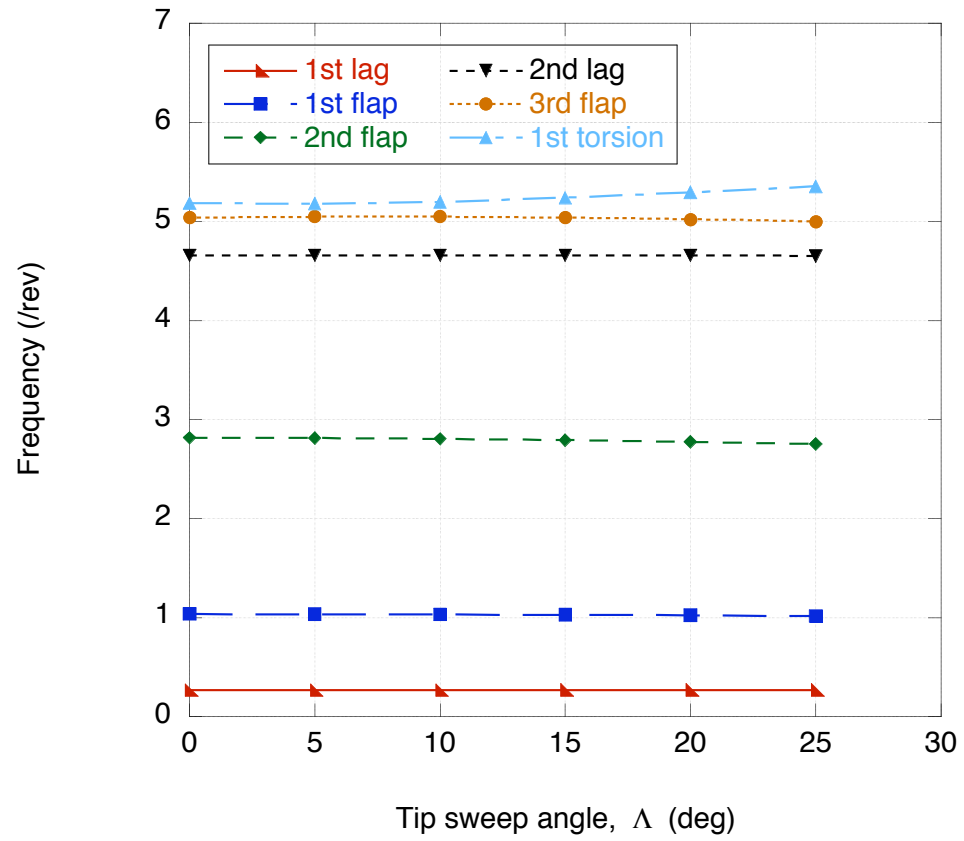 7
1st lag
2nd lag
1st flap
3rd flap
2nd flap
1st torsion
6
5
4
3
2
1
0
Frequency (/rev)
0 5 10 15 20 25 30
Tip sweep angle, Λ (deg)